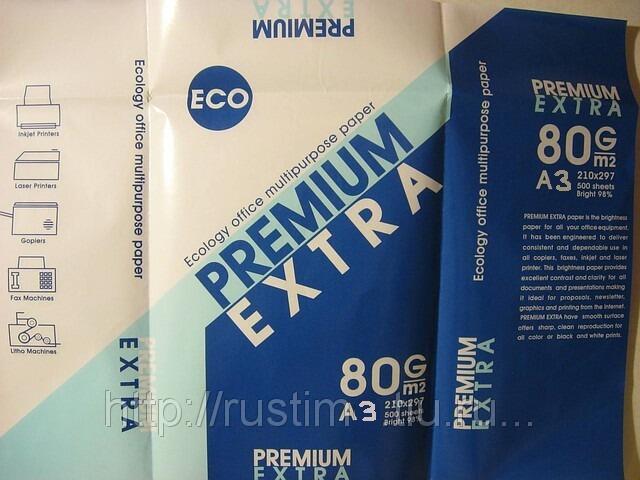 PREMIUM
EXTRA
ECO
Ecology office multipurpose paper
PREMIUM
EXTRA
80G
m2
A3
210x297
500 sheets
Bright 98%
PREMIUM
EXTRA
Inkjet Printers
Laser Printers
Gopiers
Fax Machines
Litho Machines
Ecology office multipurpose paper
PREMIUM
EXTRA
Ecology office multipurpose paper
PREMIUM
EXTRA
PREMIUM
EXTRA
80G
m2
A3
210x297
500 sheets
Bright 98%
PREMIUM EXTRA paper is the brightness
paper for all your office equipment.
It has been engineered to deliver
consistent and dependable use in
all copiers, faxes, inkjet and laser
printer. This brightness paper provides
excellent contrast and clarity for all
documents and presentations making
it ideal for proposals, newsletter,
graphics and printing from the internet.
PREMIUM EXTRA have smooth surface
offers sharp, clean reproduction for
all color or black and white prints.